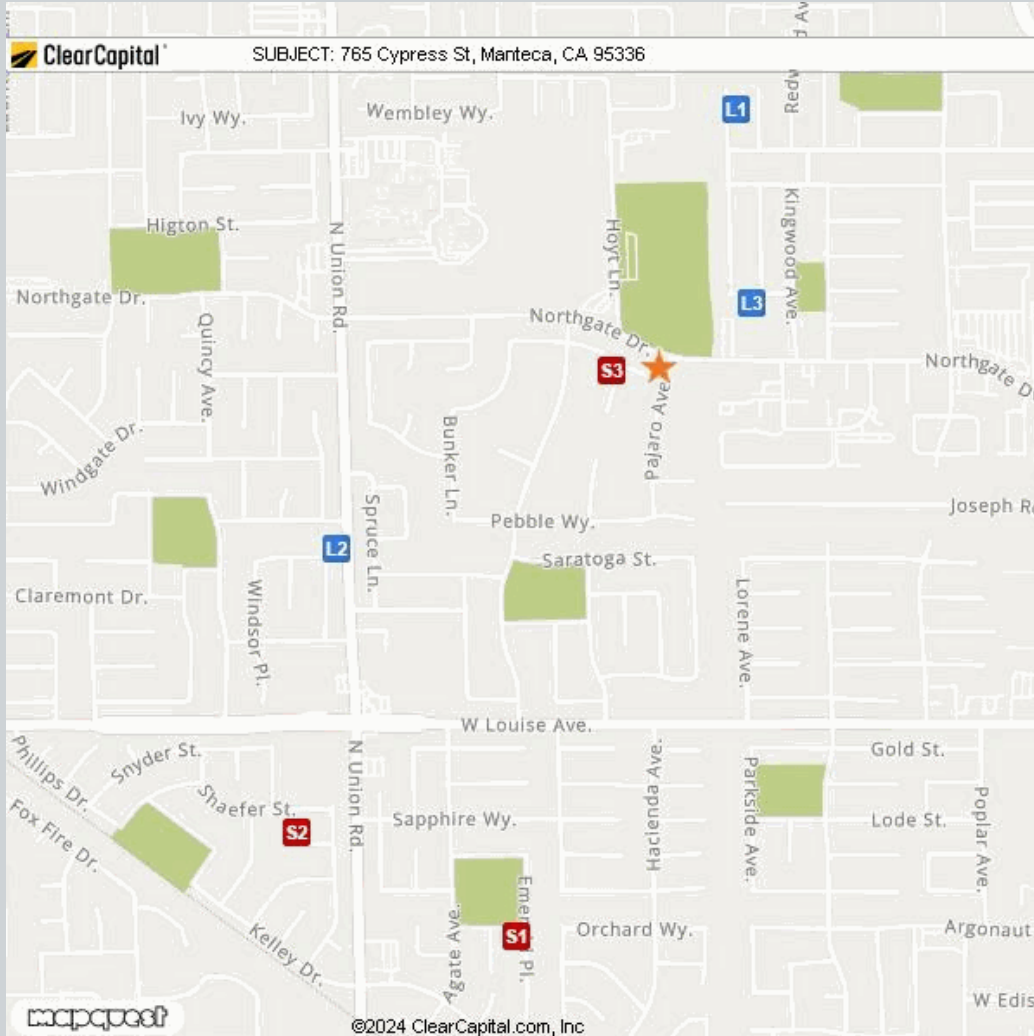 ClearCapital
SUBJECT: 765 Cypress St, Manteca, CA 95336
Ivy Wy.
Wembley Wy.
L1
Higton St.
N Union Rd.
Hoyt Ln.
Kingwood Ave.
Northgate Dr.
L3
Northgate Dr.
S3
Northgate
Quincy Ave.
Pajaro Ave.
Windgate Dr.
Bunker Ln.
Spruce Ln.
Pebble Wy.
Joseph
L2
Saratoga St.
Claremont Dr.
Windsor Pl.
Lorene Ave.
W Louise Ave.
Phillips Dr.
Snyder St.
Gold St.
N Union Rd.
Hacienda Ave.
Parkside Ave.
Poplar Ave.
Shaefer St.
Fox Fire Dr.
S2
Sapphire Wy.
Lode St.
Agate Ave.
Pl.
S1
Orchard Wy.
Argonaut
Kelley Dr.
W
mapquest
©2024 ClearCapital.com, Inc